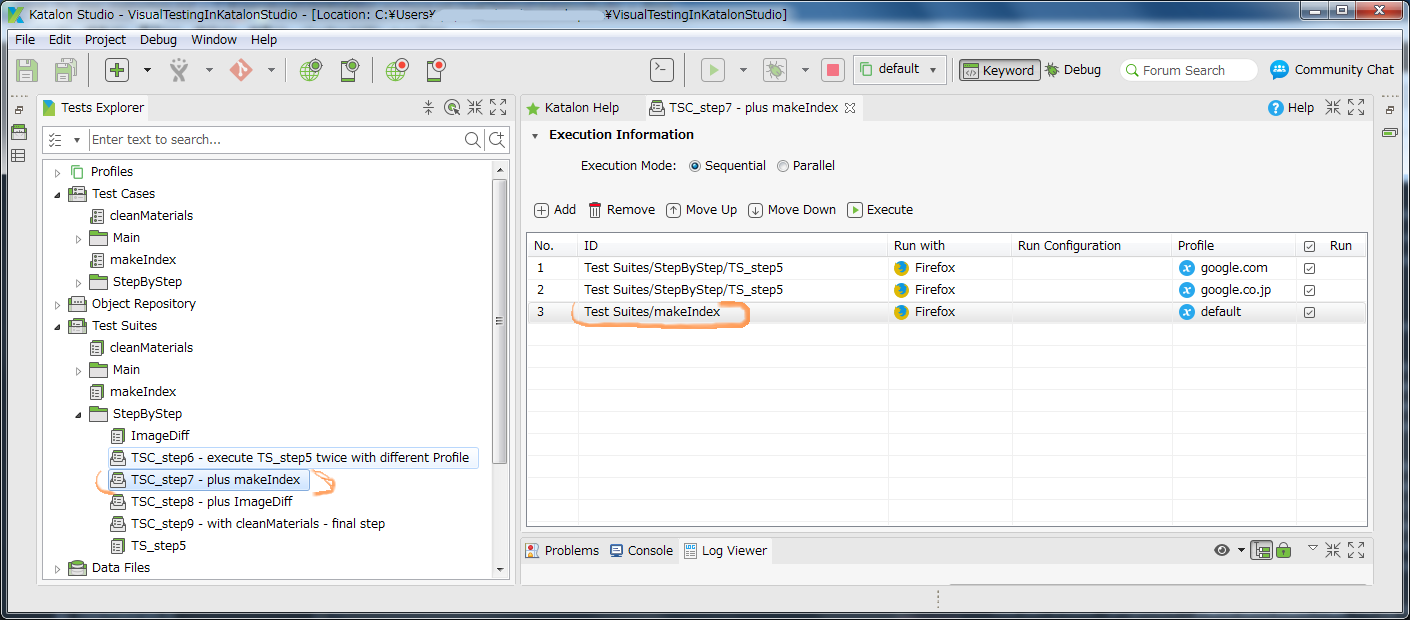 Katalon Studio - VisualTestingInKatalonStudio - [Location: C:¥Users¥ ¥VisualTestingInKatalonStudio]
File Edit Project Debug Window Help
default Keyword Debug Forum Search Community Chat
Tests Explorer
Enter text to search...
Profiles
Test Cases
cleanMaterials
Main
makeIndex
StepByStep
Object Repository
Test Suites
cleanMaterials
Main
makeIndex
StepByStep
ImageDiff
TSC_step6 - execute TS_step5 twice with different Profile
TSC_step7 - plus makeIndex
TSC_step8 - plus ImageDiff
TSC_step9 - with cleanMaterials - final step
TS_step5
Data Files
Katalon Help TSC_step7 - plus makeIndex Help
Execution Information
Execution Mode: Sequential Parallel
Add Remove Move Up Move Down Execute
No. ID Run with Run Configuration Profile Run
1 Test Suites/StepByStep/TS_step5 Firefox google.com
2 Test Suites/StepByStep/TS_step5 Firefox google.co.jp
3 Test Suites/makeIndex Firefox default
Problems Console Log Viewer